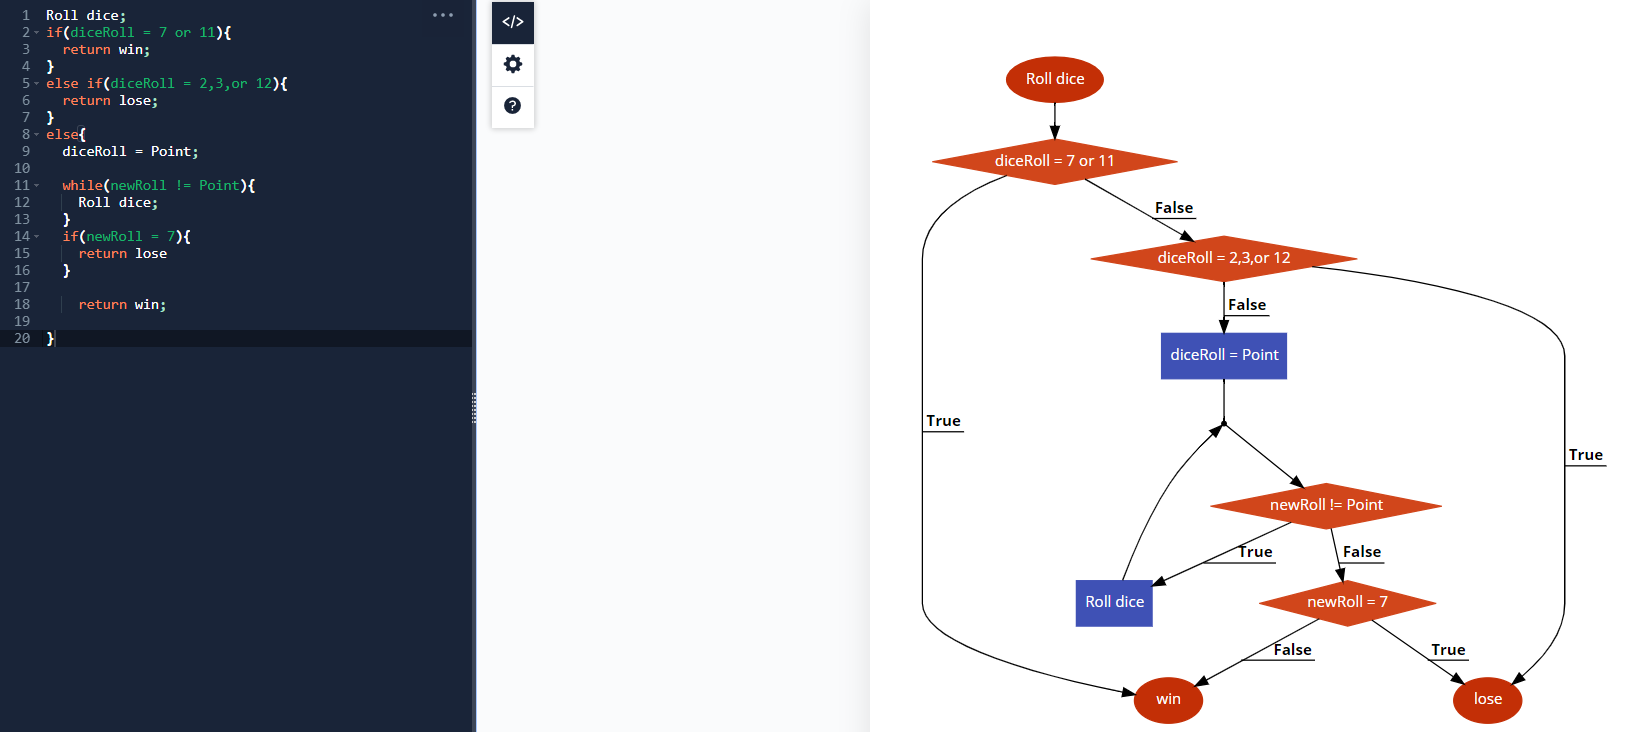 1 Roll dice;
2 if(diceRoll = 7 or 11){
3 return win;
4 }
5 else if(diceRoll = 2,3,or 12){
6 return lose;
7 }
8 else{
9 diceRoll = Point;
10
11 while(newRoll != Point){
12 Roll dice;
13 }
14 if(newRoll = 7){
15 return lose
16 }
17
18 return win;
19
20 }
</>
?
Roll dice
diceRoll = 7 or 11
False
diceRoll = 2,3,or 12
False
diceRoll = Point
True
True
newRoll != Point
True
False
Roll dice
newRoll = 7
False
True
win
lose